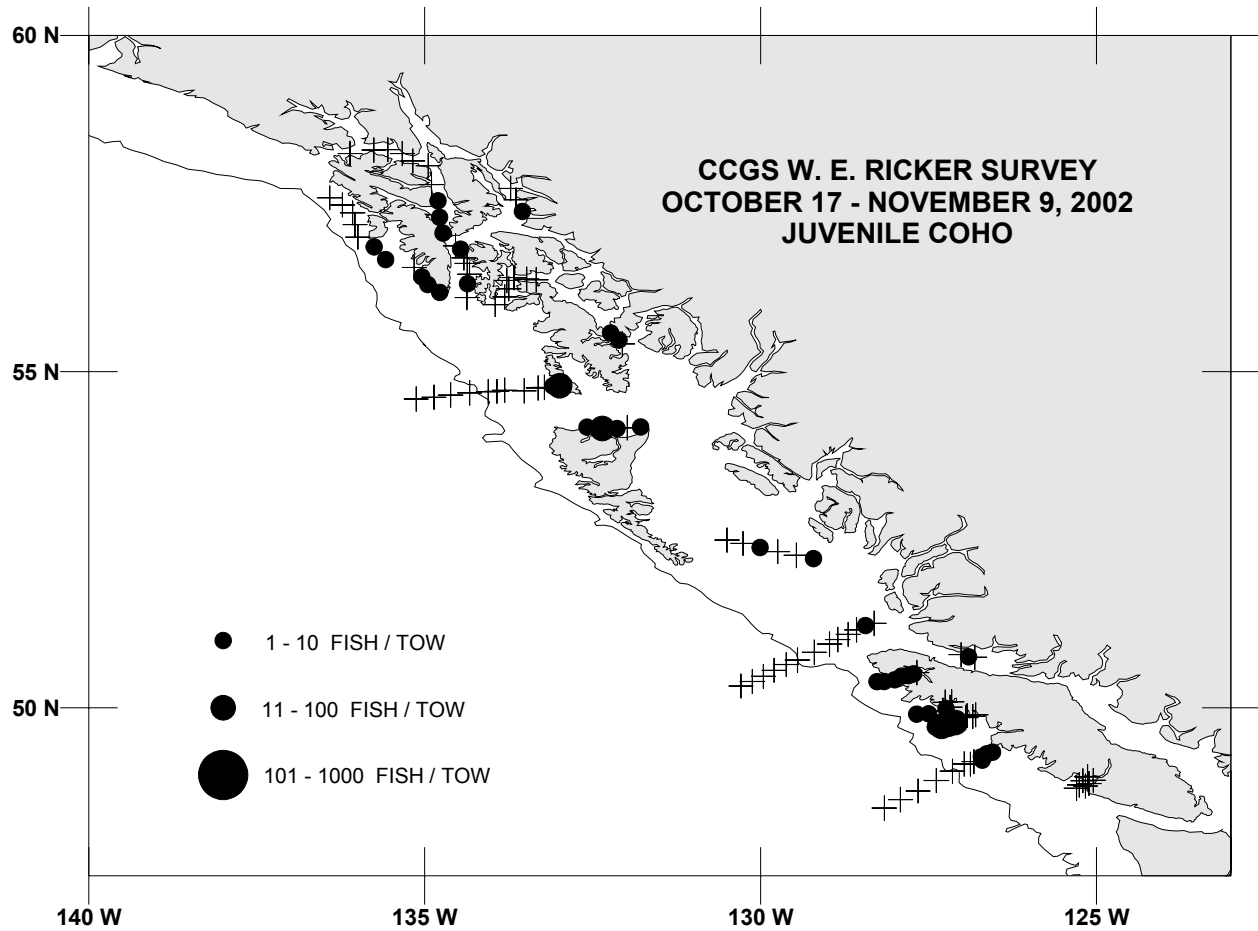 60 N
CCGS W. E. RICKER SURVEY
OCTOBER 17 - NOVEMBER 9, 2002
JUVENILE COHO
55 N
1 - 10 FISH / TOW
50 N
11 - 100 FISH / TOW
101 - 1000 FISH / TOW
140 W
135 W
130 W
125 W